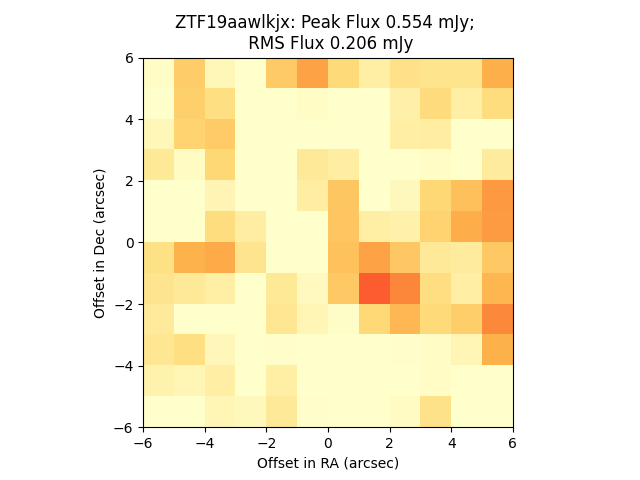 ZTF19aawlkjx: Peak Flux 0.554 mJy;
RMS Flux 0.206 mJy
6
4
2
0
−2
−4
−6
Offset in Dec (arcsec)
−6 −4 −2 0 2 4 6
Offset in RA (arcsec)